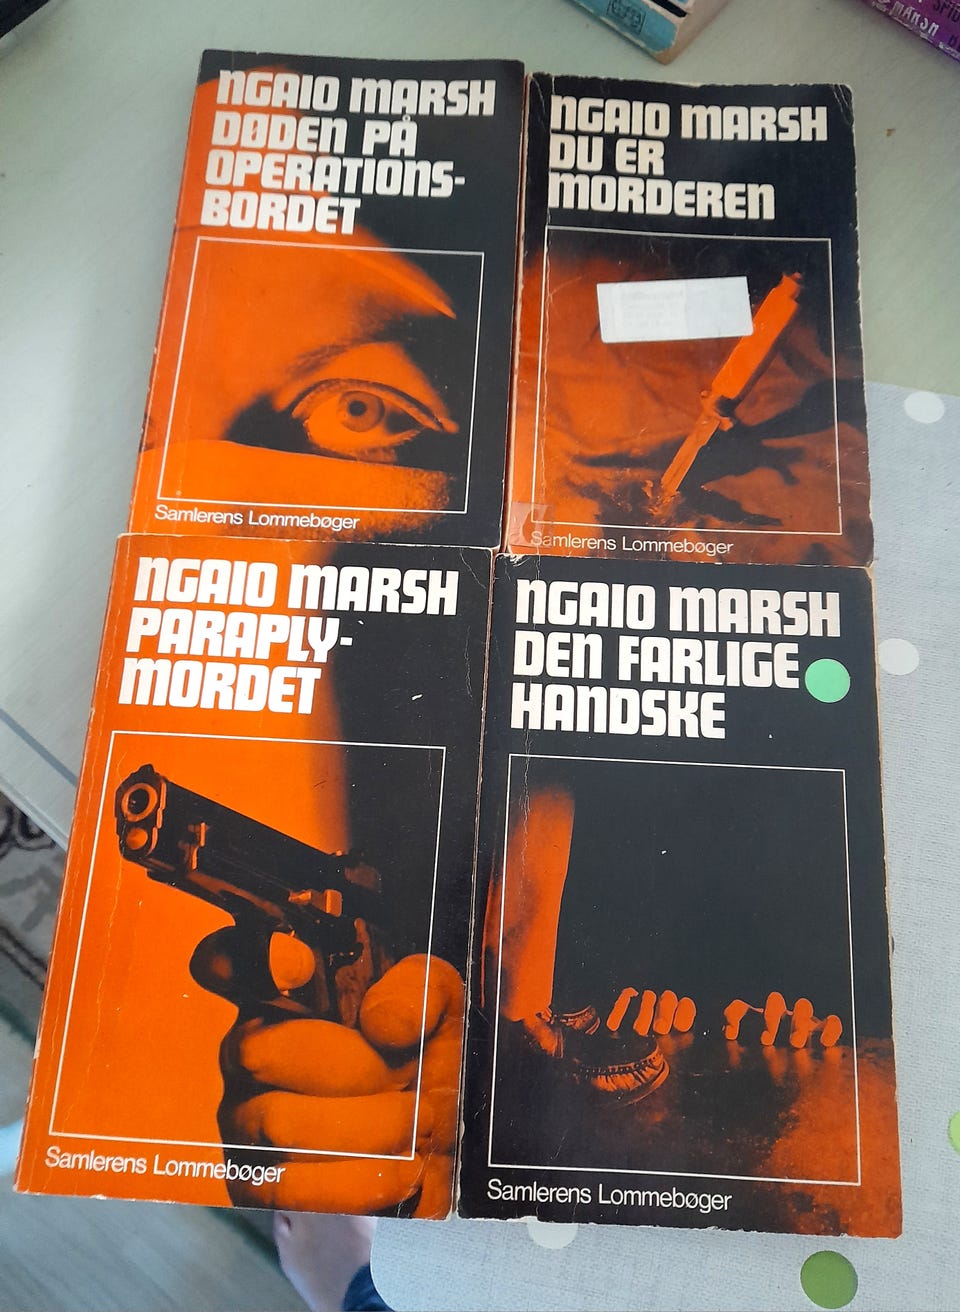 NGAIO MARSH
DØDEN PÅ
OPERATIONS-
BORDET
Samlerens Lommebøger
NGAIO MARSH
DU ER
MORDEREN
Samlerens Lommebøger
NGAIO MARSH
PARAPLY-
MORDET
Samlerens Lommebøger
NGAIO MARSH
DEN FARLIGE
HANDSKE
Samlerens Lommebøger